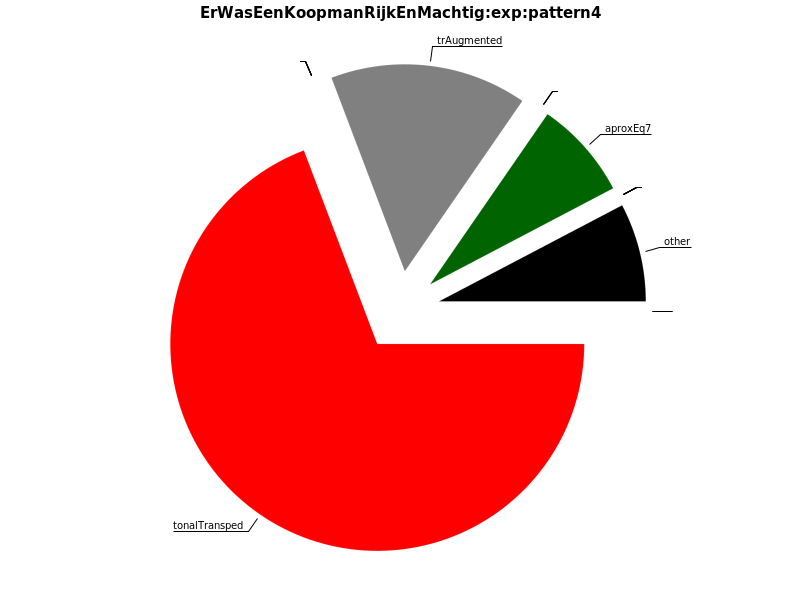 ErWasEenKoopmanRijkEnMachtig:exp:pattern4
trAugmented
aproxEq7
other
tonalTransped